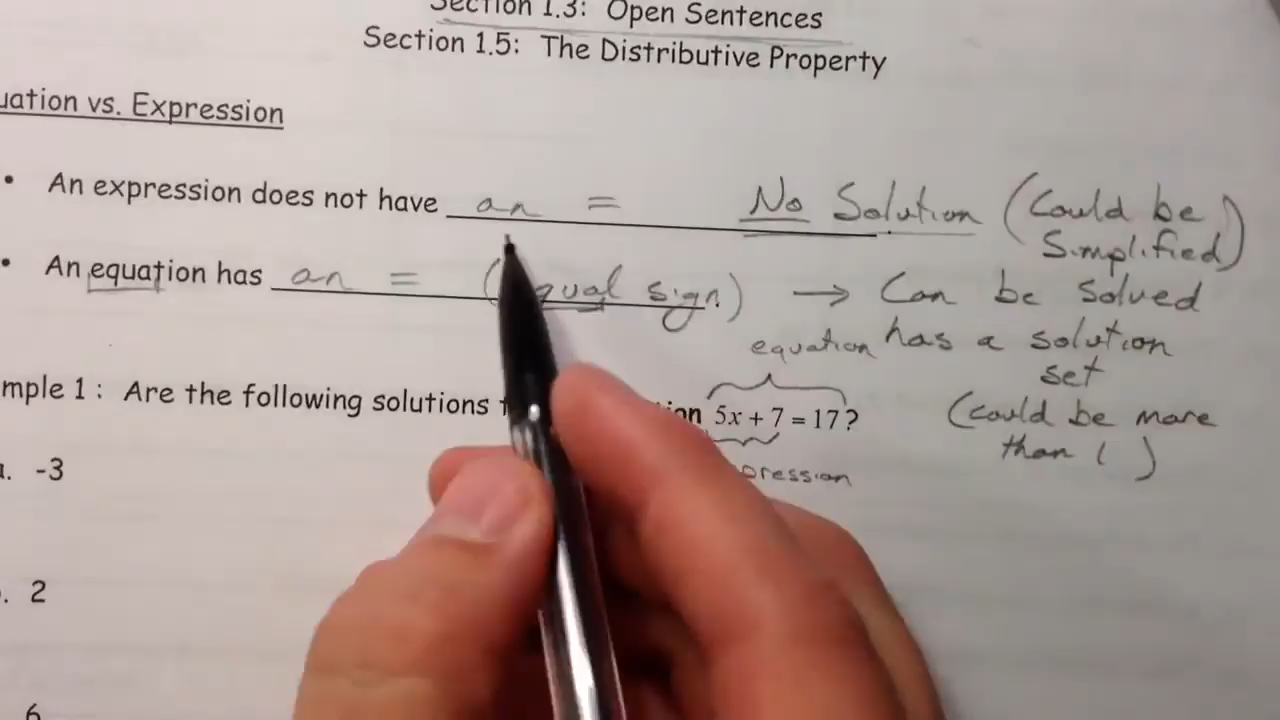 Section 1.3: Open Sentences
Section 1.5: The Distributive Property
uation vs. Expression
• An expression does not have an = No Solution (Could be Simplified)
• An equation has an = (equal sign) → Can be solved
has a solution set
(could be more than 1)
equation
mple 1 : Are the following solutions 5x + 7 = 17?
pression
. -3
. 2
6